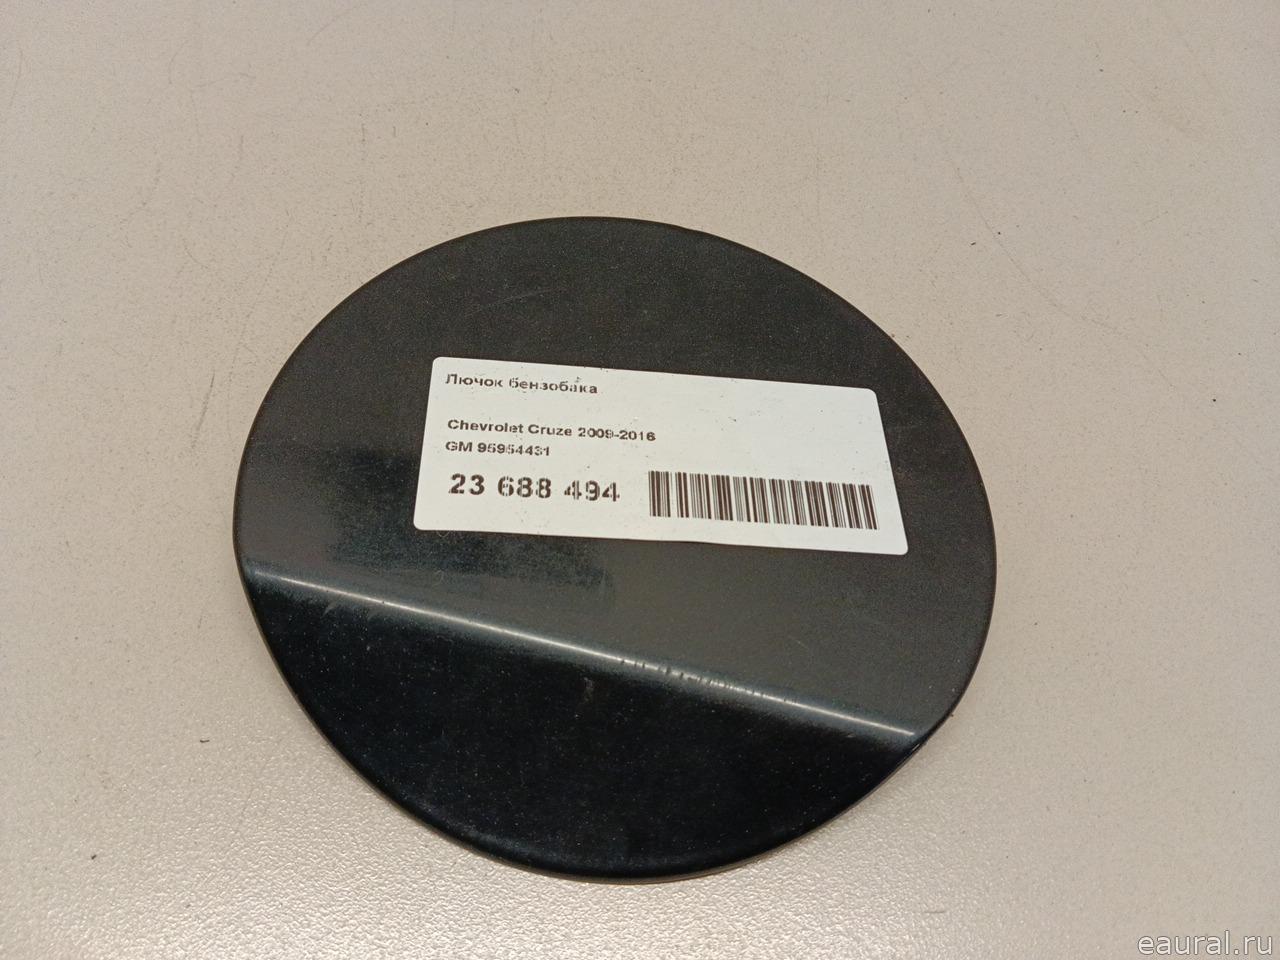 Лючок бензобака
Chevrolet Cruze 2009-2016
GM 95954431
23 688 494
eaural.ru